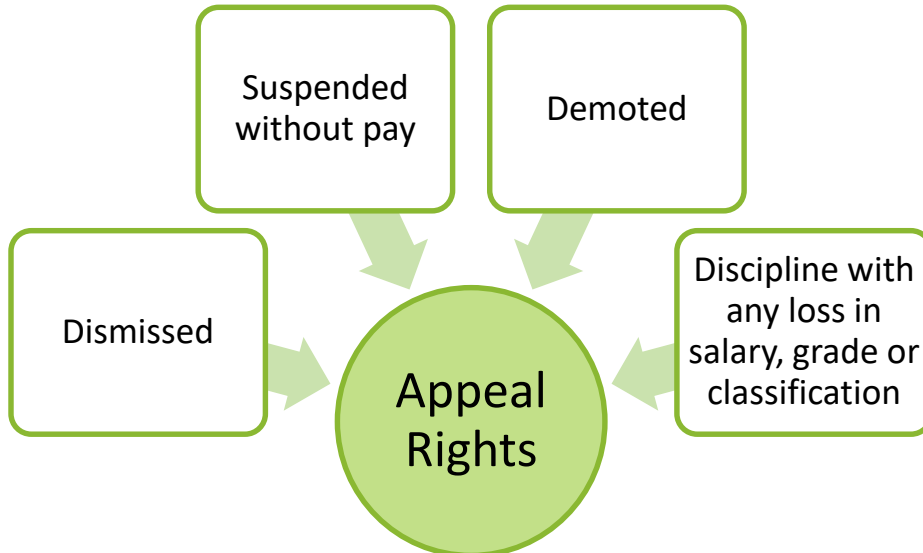 Suspended
without pay
Demoted
Dismissed
Discipline with
any loss in
salary, grade or
classification
Appeal
Rights